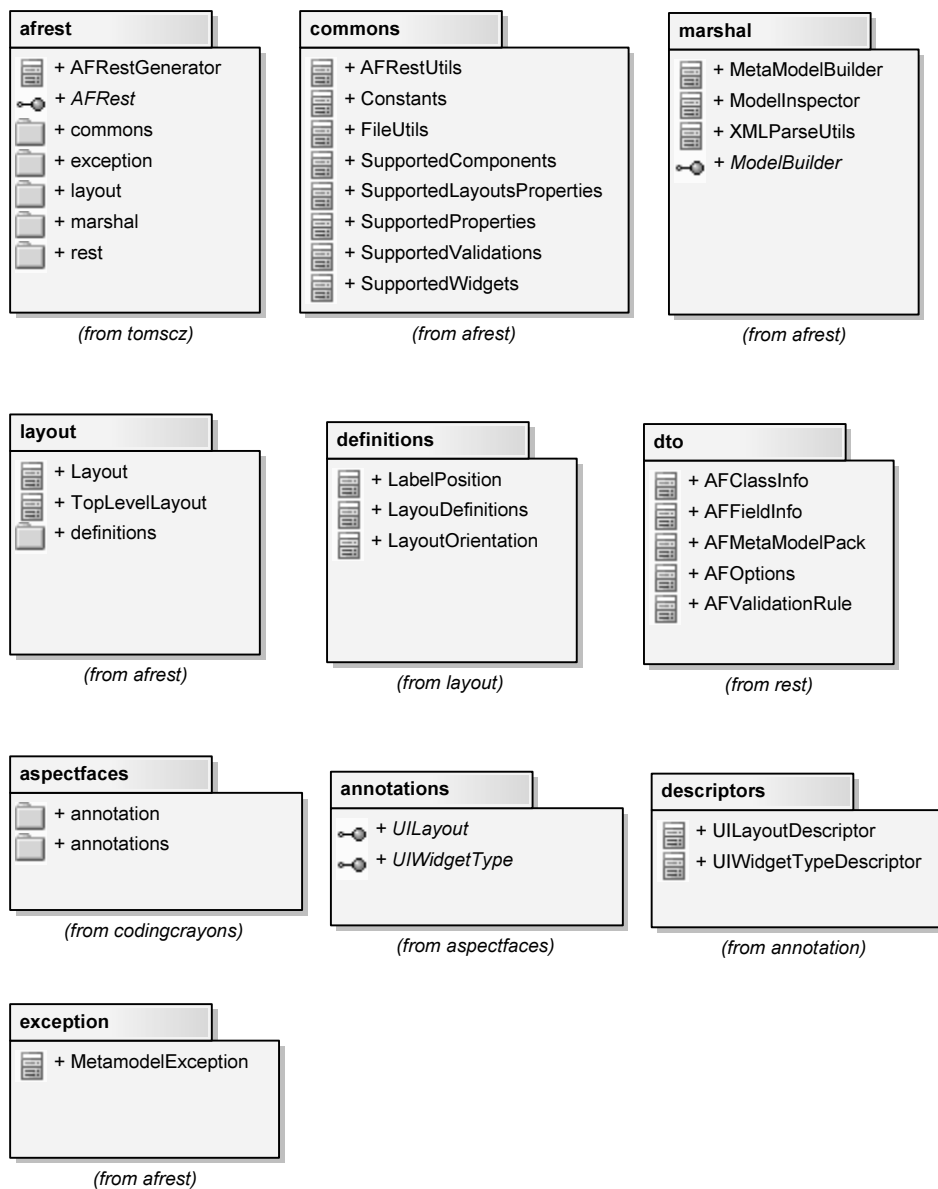 afrest
+ AFRestGenerator
+ AFRest
+ commons
+ exception
+ layout
+ marshal
+ rest
(from tomscz)
commons
+ AFRestUtils
+ Constants
+ FileUtils
+ SupportedComponents
+ SupportedLayoutsProperties
+ SupportedProperties
+ SupportedValidations
+ SupportedWidgets
(from afrest)
marshal
+ MetaModelBuilder
+ ModelInspector
+ XMLParseUtils
+ ModelBuilder
(from afrest)
layout
+ Layout
+ TopLevelLayout
+ definitions
(from afrest)
definitions
+ LabelPosition
+ LayouDefinitions
+ LayoutOrientation
(from layout)
dto
+ AFClassInfo
+ AFFieldInfo
+ AFMetaModelPack
+ AFOptions
+ AFValidationRule
(from rest)
aspectfaces
+ annotation
+ annotations
(from codingcrayons)
annotations
+ UILayout
+ UIWidgetType
(from aspectfaces)
descriptors
+ UILayoutDescriptor
+ UIWidgetTypeDescriptor
(from annotation)
exception
+ MetamodelException
(from afrest)